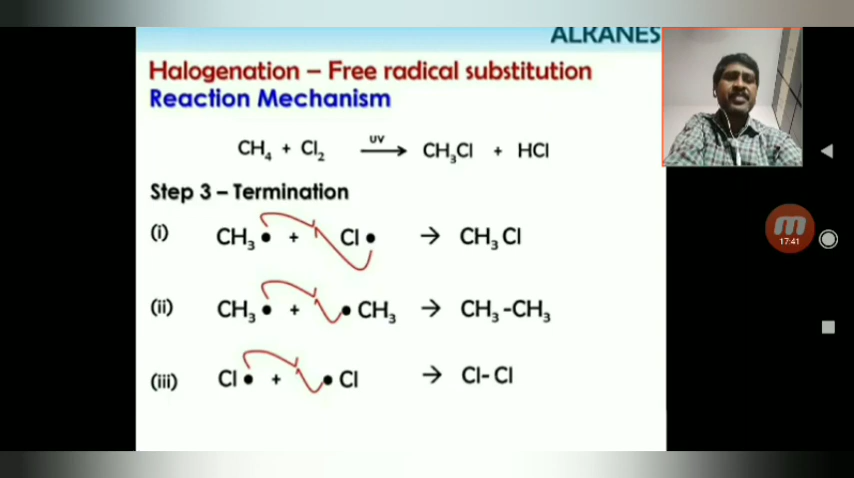 ALKANES
Halogenation – Free radical substitution
Reaction Mechanism
CH₄ + Cl₂ UV → CH₃Cl + HCl
Step 3 – Termination
(i) CH₃• + Cl• → CH₃Cl
(ii) CH₃• + •CH₃ → CH₃-CH₃
(iii) Cl• + •Cl → Cl-Cl
17:41